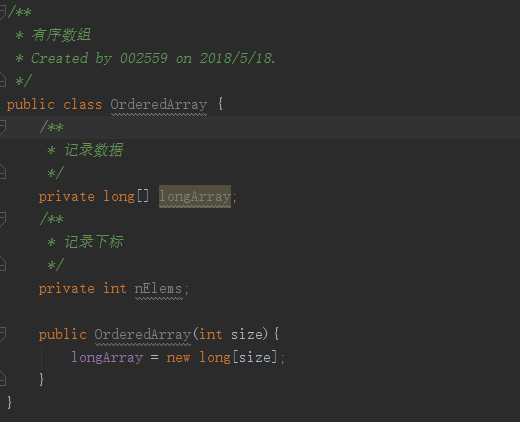 /**
 * 有序数组
 * Created by 002559 on 2018/5/18.
 */
public class OrderedArray {
    /**
     * 记录数据
     */
    private long[] longArray;
    /**
     * 记录下标
     */
    private int nElems;

    public OrderedArray(int size){
        longArray = new long[size];
    }
}